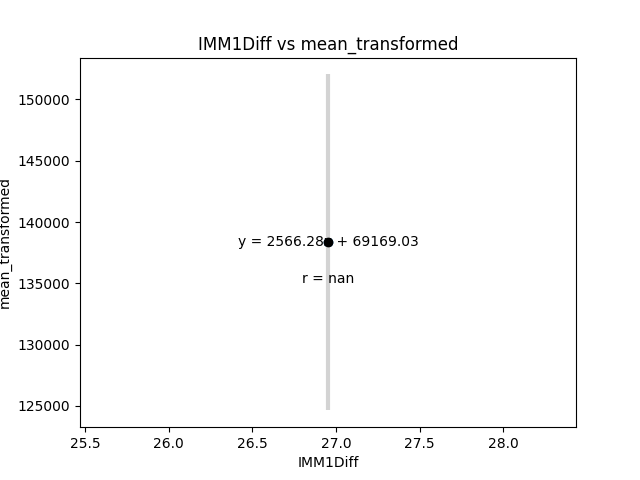 IMM1Diff vs mean_transformed
mean_transformed
150000
145000
140000
135000
130000
125000
y = 2566.28 + 69169.03
r = nan
25.5 26.0 26.5 27.0 27.5 28.0
IMM1Diff